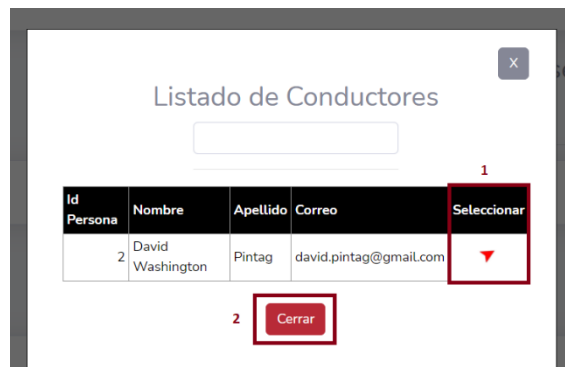 X
Listado de Conductores
1
Id Persona Nombre Apellido Correo Seleccionar
2 David Washington Pintag david.pintag@gmail.com
2 Cerrar